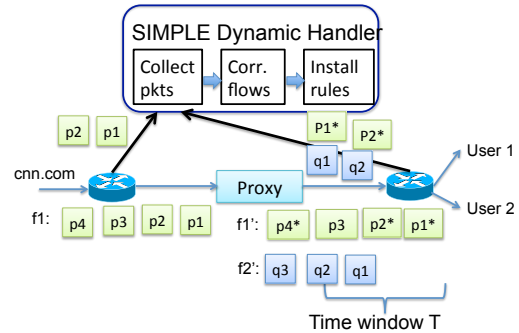 SIMPLE Dynamic Handler
Collect pkts
Corr. flows
Install rules
p2 p1
P1* P2*
q1 q2
cnn.com
Proxy
User 1
User 2
f1: p4 p3 p2 p1
f1': p4* p3 p2* p1*
f2': q3 q2 q1
Time window T